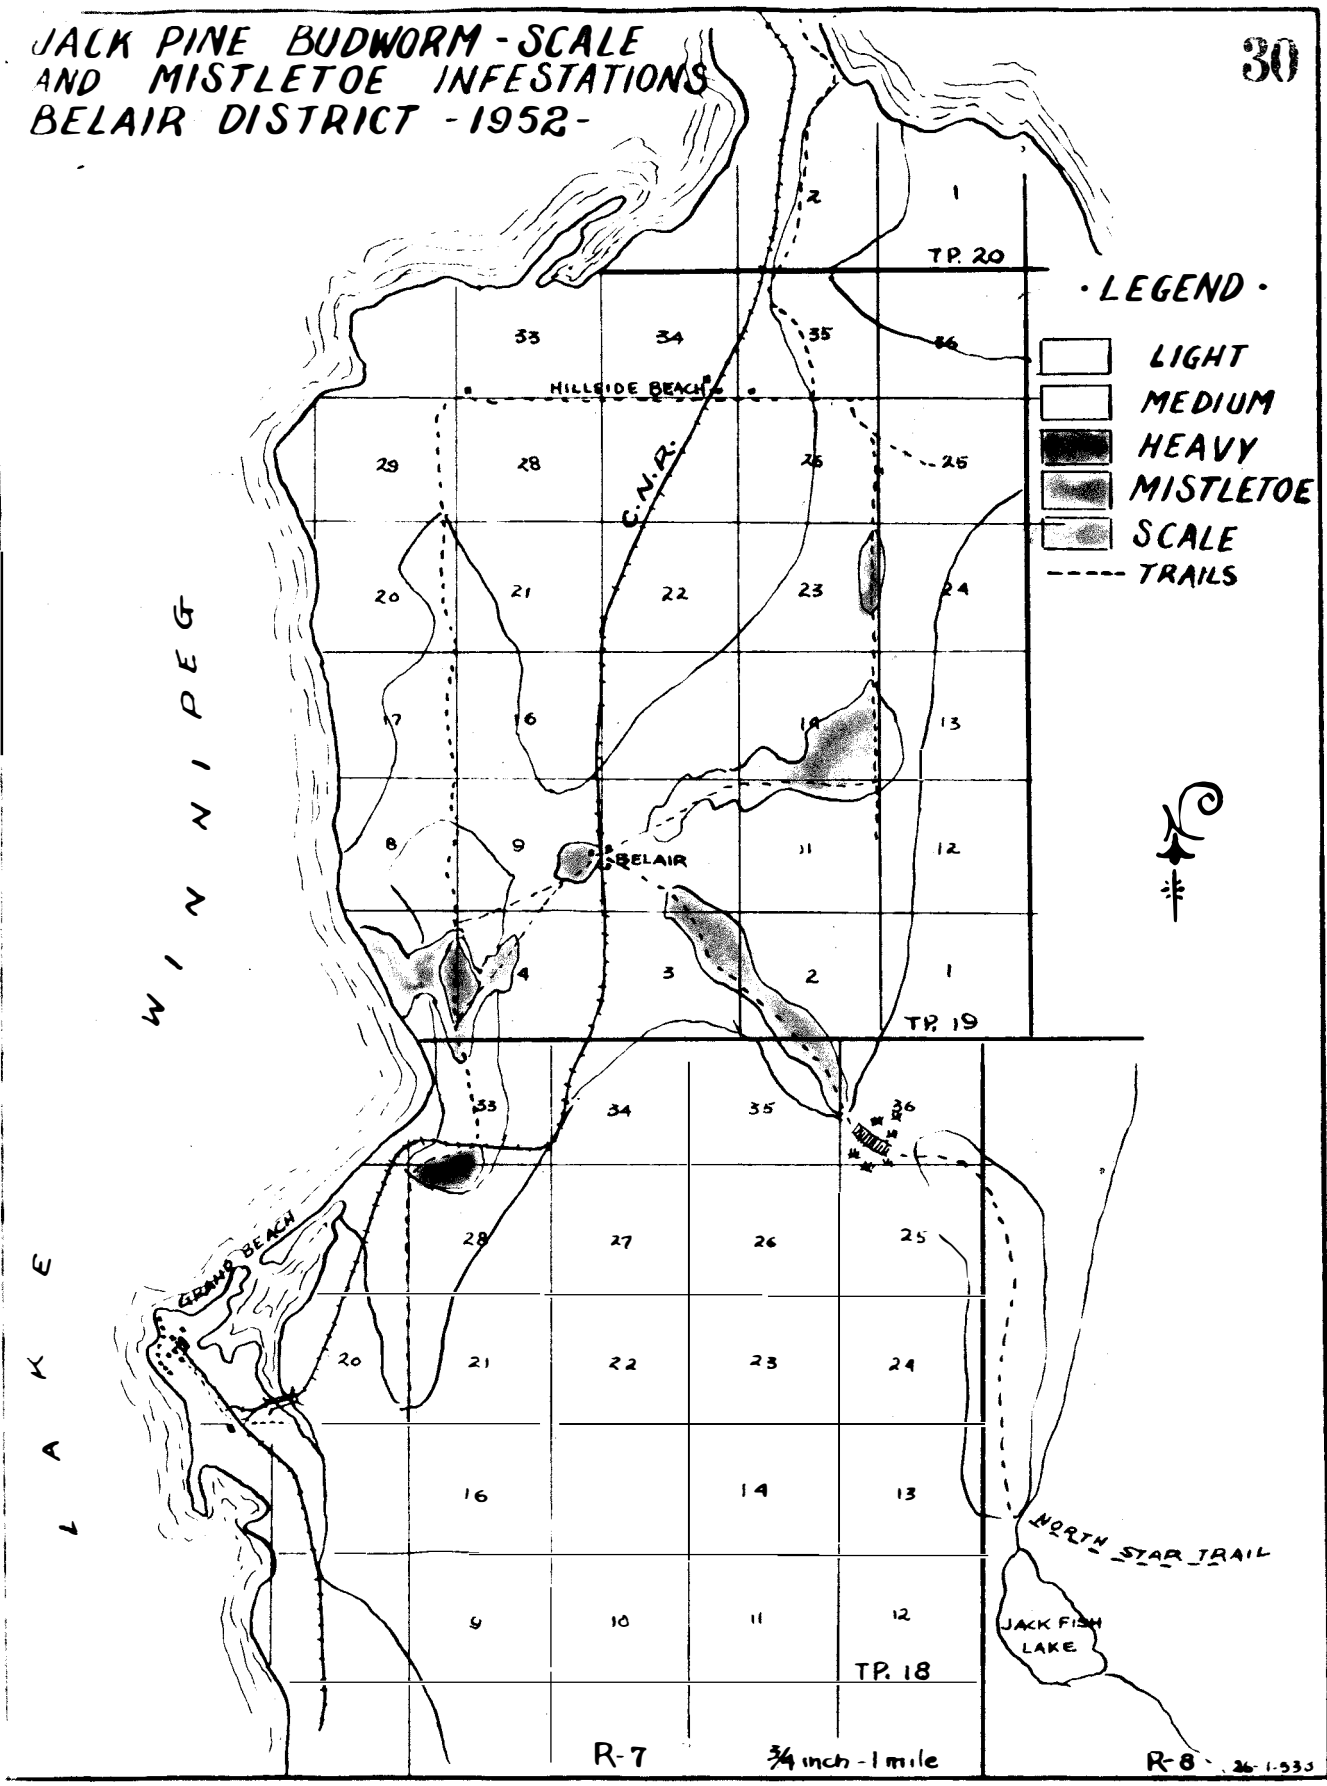 JACK PINE BUDWORM - SCALE
AND MISTLETOE INFESTATIONS
BELAIR DISTRICT - 1952 -
30
2 1
TP. 20
· LEGEND ·
LIGHT
MEDIUM
HEAVY
MISTLETOE
SCALE
TRAILS
33 34 35 36
HILLSIDE BEACH
C.N.R.
29 28 26 25
20 21 22 23 24
17 16 14 13
8 9 11 12
BELAIR
4 3 2 1
TP. 19
N
LAKE WINNIPEG
33 34 35 36
GRAND BEACH
28 27 26 25
20 21 22 23 24
16 14 13
NORTH STAR TRAIL
9 10 11 12
JACK FISH
LAKE
TP. 18
R-7 3/4 inch - 1 mile R-8